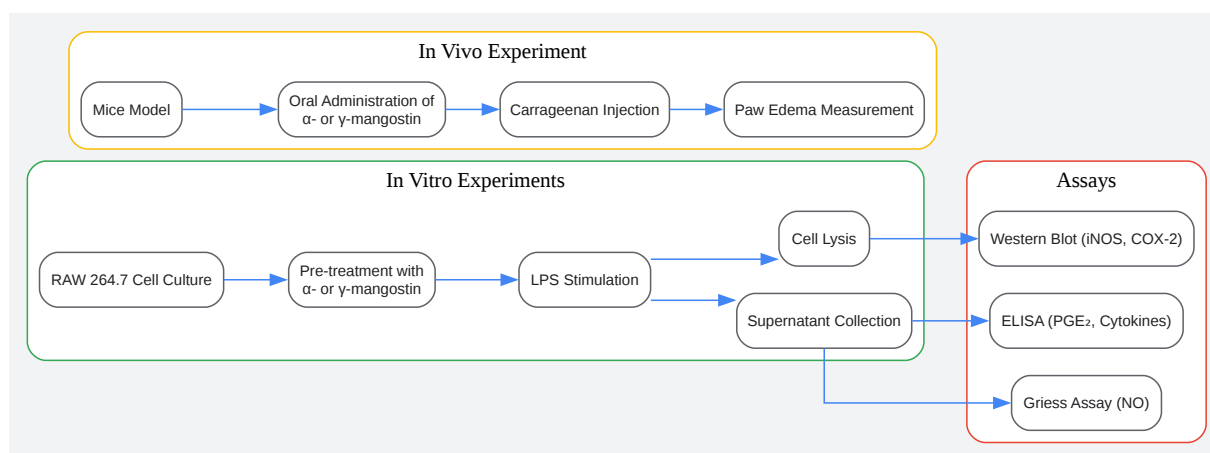 In Vivo Experiment
Mice Model
Oral Administration of
α- or γ-mangostin
Carrageenan Injection
Paw Edema Measurement
In Vitro Experiments
RAW 264.7 Cell Culture
Pre-treatment with
α- or γ-mangostin
LPS Stimulation
Cell Lysis
Supernatant Collection
Assays
Western Blot (iNOS, COX-2)
ELISA (PGE₂, Cytokines)
Griess Assay (NO)